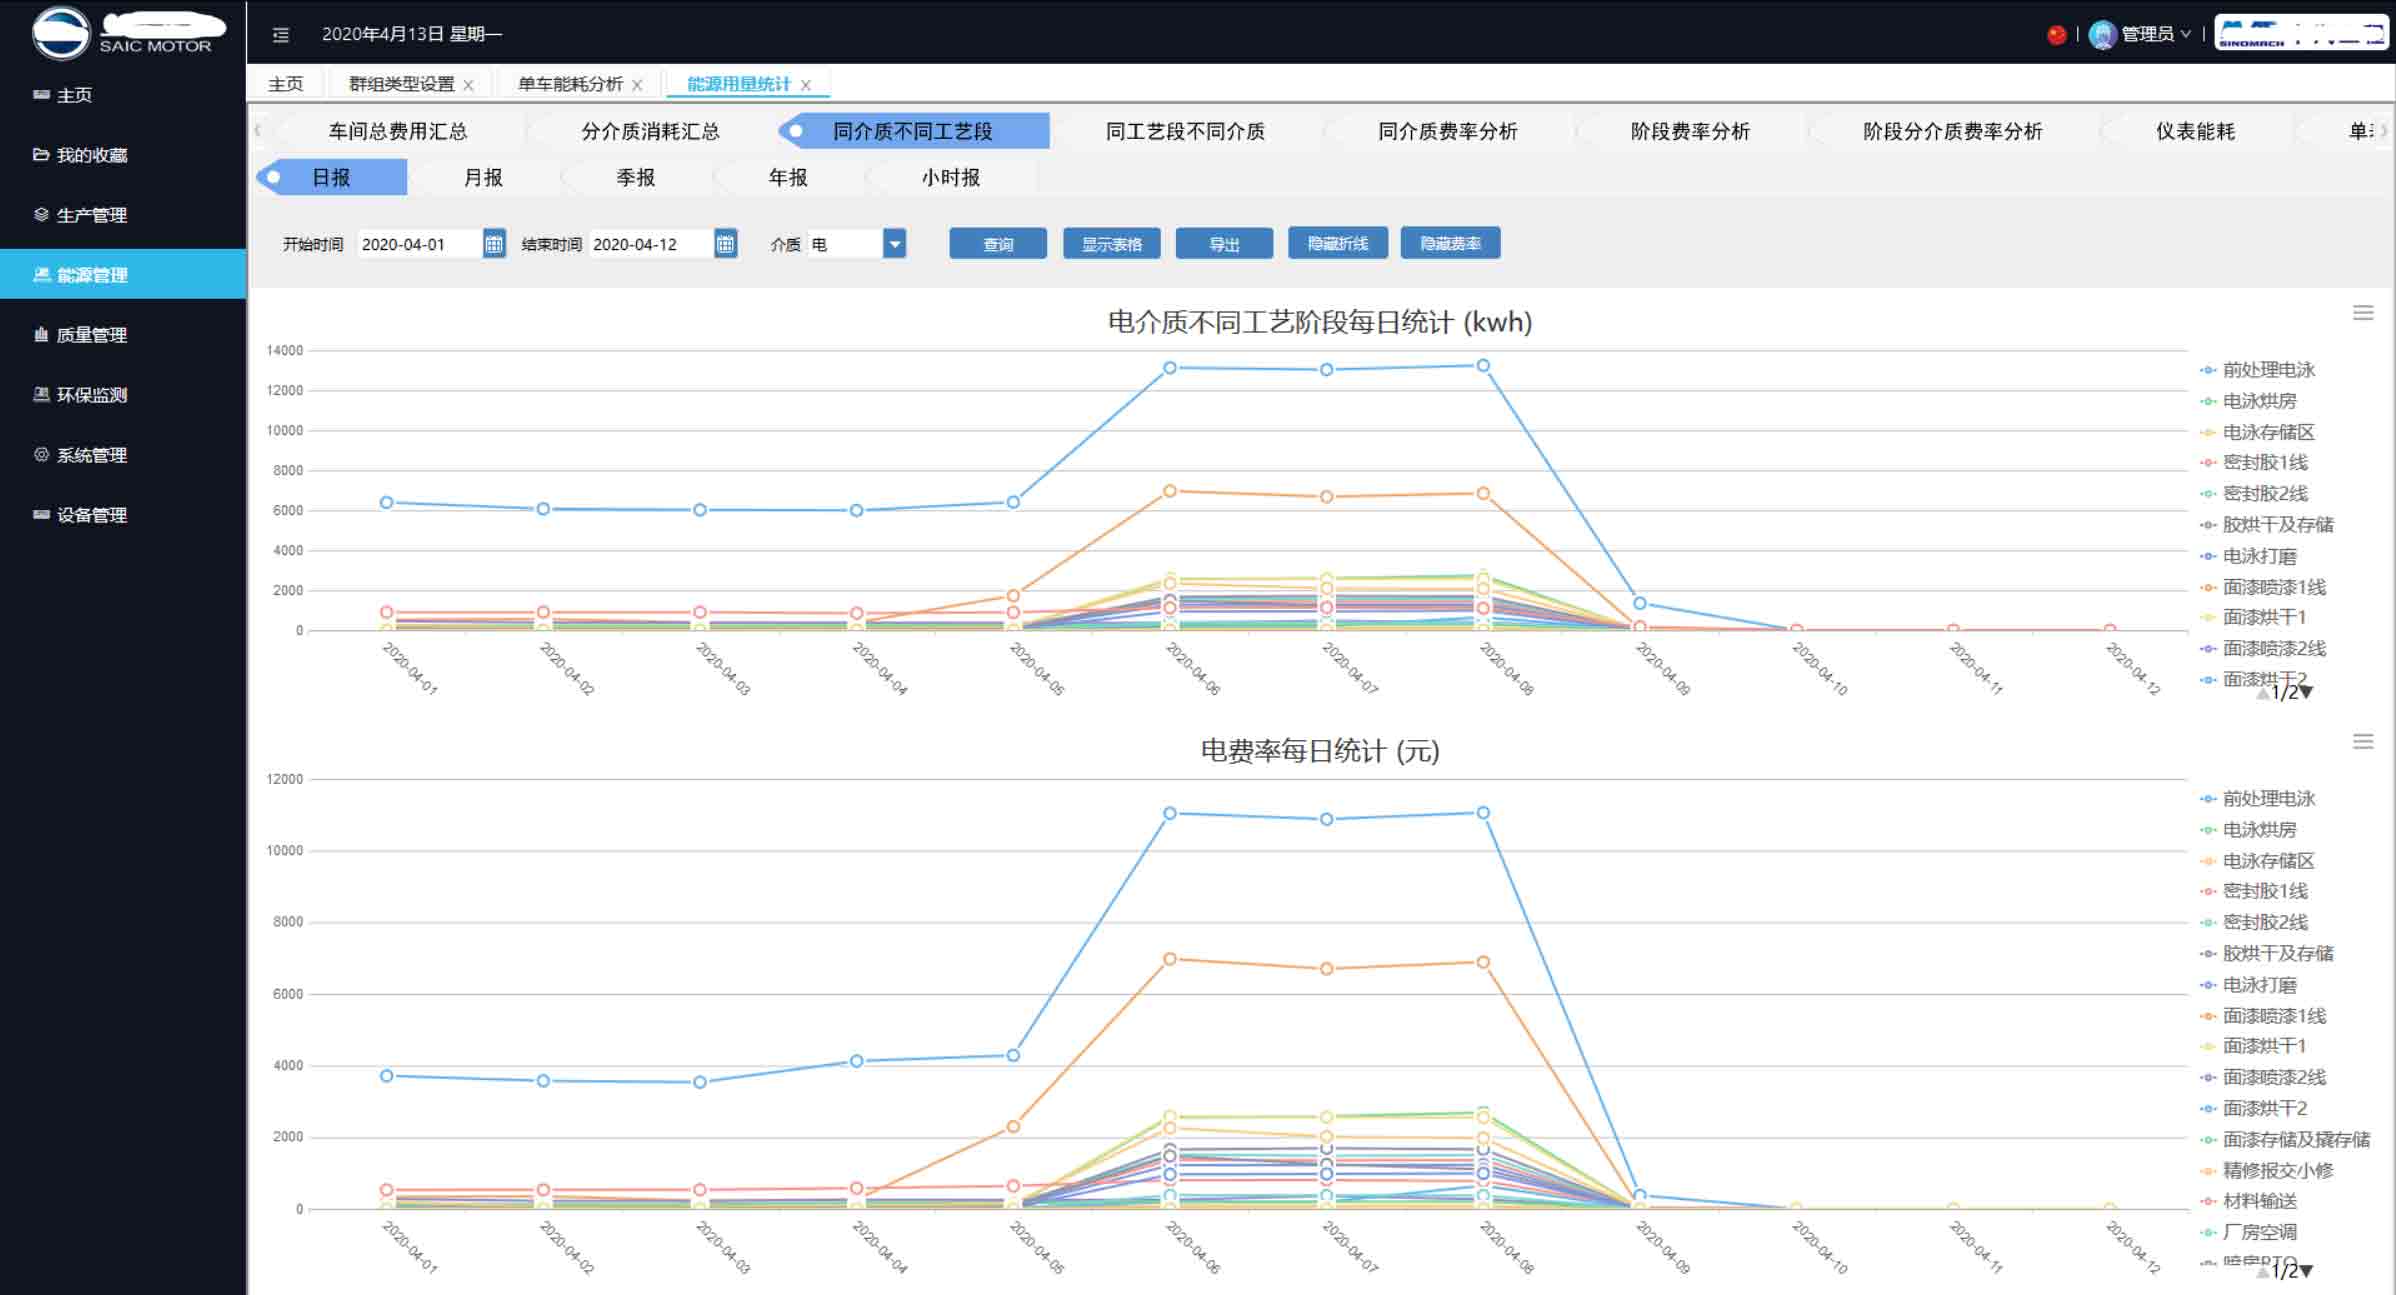 SAIC MOTOR
2020年4月13日 星期一
管理员
SINOMACH
主页
我的收藏
生产管理
能源管理
质量管理
环保监测
系统管理
设备管理
主页 群组类型设置 单车能耗分析 能源用量统计
车间总费用汇总 分介质消耗汇总 同介质不同工艺段 同工艺段不同介质 同介质费率分析 阶段费率分析 阶段分介质费率分析 仪表能耗
日报 月报 季报 年报 小时报
开始时间 2020-04-01 结束时间 2020-04-12 介质 电 查询 显示表格 导出 隐藏折线 隐藏费率
电介质不同工艺阶段每日统计 (kwh)
14000
12000
10000
8000
6000
4000
2000
0
2020-04-01 2020-04-02 2020-04-03 2020-04-04 2020-04-05 2020-04-06 2020-04-07 2020-04-08 2020-04-09 2020-04-10 2020-04-11 2020-04-12
前处理电泳
电泳烘房
电泳存储区
密封胶1线
密封胶2线
胶烘干及存储
电泳打磨
面漆喷漆1线
面漆烘干1
面漆喷漆2线
面漆烘干2
1/2
电费率每日统计 (元)
12000
10000
8000
6000
4000
2000
0
2020-04-01 2020-04-02 2020-04-03 2020-04-04 2020-04-05 2020-04-06 2020-04-07 2020-04-08 2020-04-09 2020-04-10 2020-04-11 2020-04-12
前处理电泳
电泳烘房
电泳存储区
密封胶1线
密封胶2线
胶烘干及存储
电泳打磨
面漆喷漆1线
面漆烘干1
面漆喷漆2线
面漆烘干2
面漆存储及撬存储
精修报交小修
材料输送
厂房空调
1/2